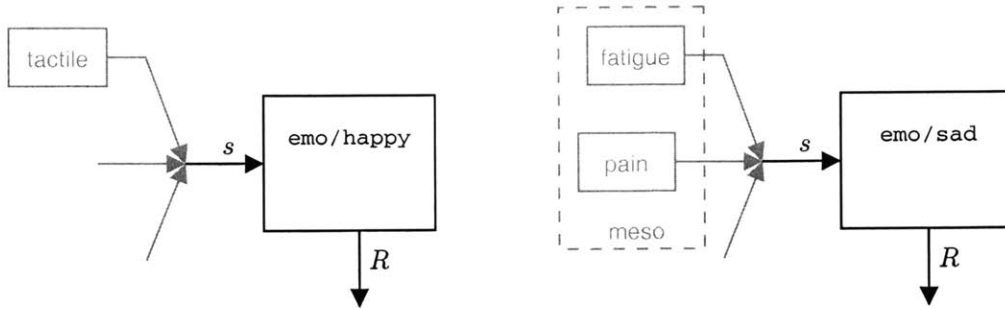 tactile
s
emo/happy
R
fatigue
pain
meso
s
emo/sad
R